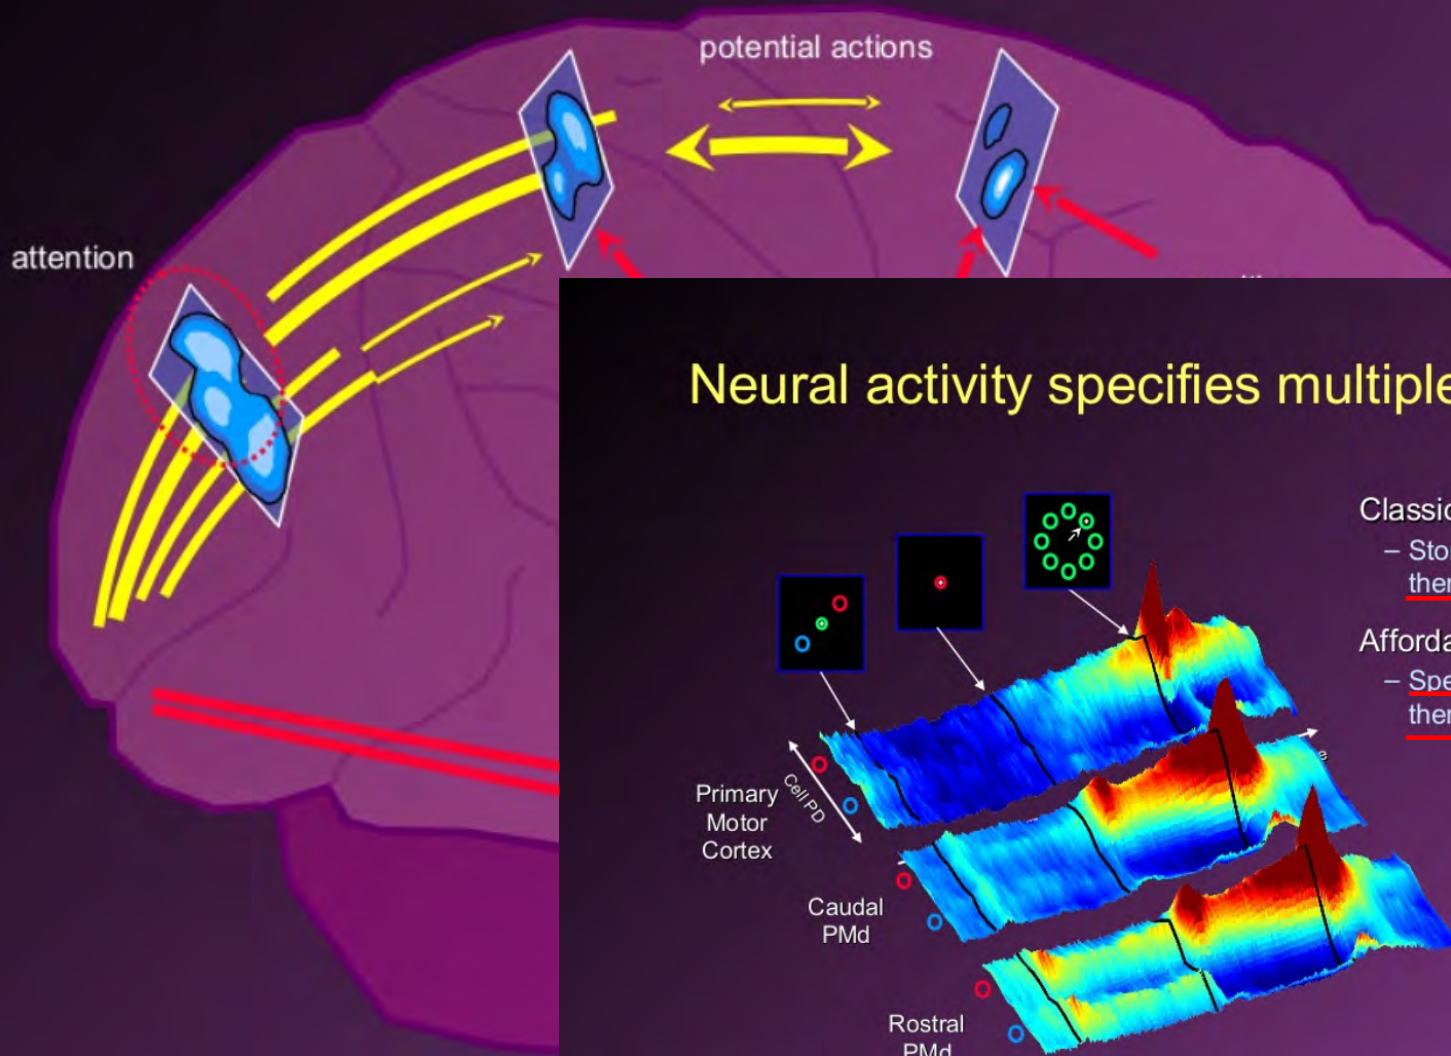 potential actions
attention
Neural activity specifies multiple
Classic
– Sto
ther
Afforda
– Spe
ther
Primary
Motor
Cortex
Cell PD
Caudal
PMd
Rostral
PMd